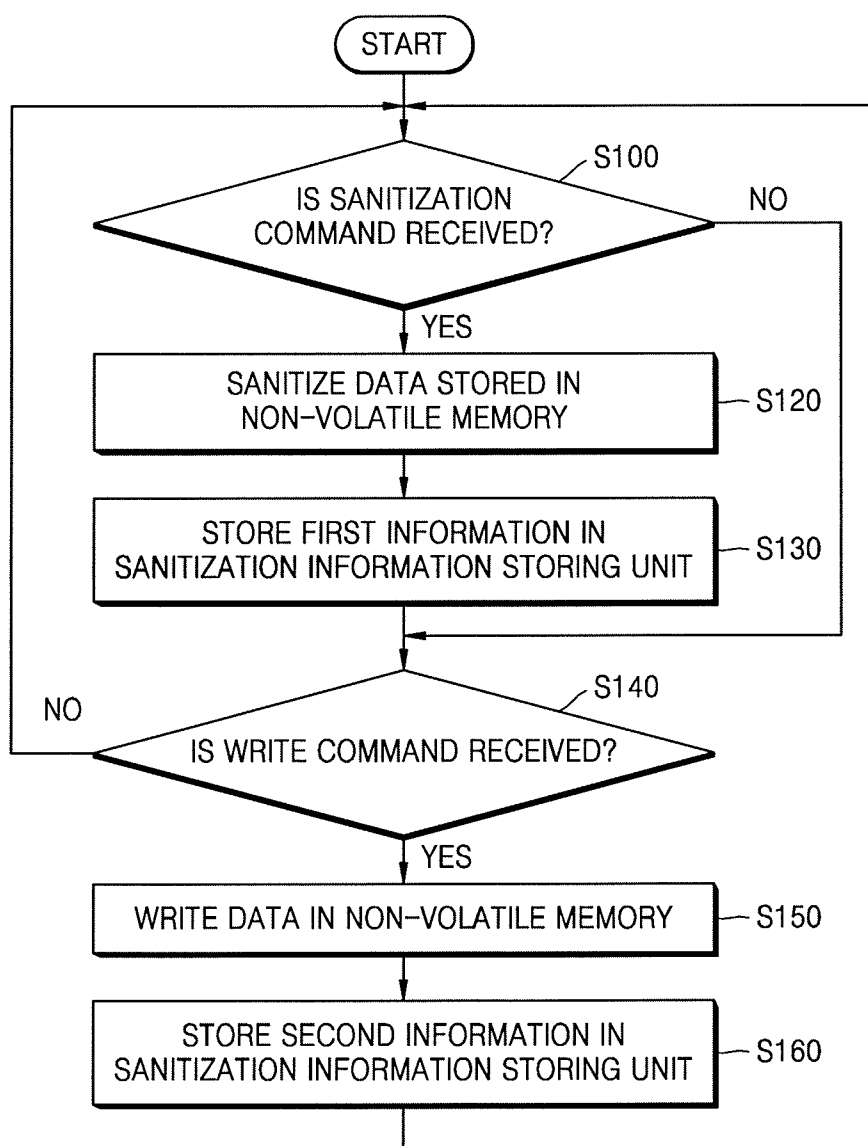 START
S100
IS SANITIZATION
COMMAND RECEIVED?
NO
YES
SANITIZE DATA STORED IN
NON-VOLATILE MEMORY
S120
STORE FIRST INFORMATION IN
SANITIZATION INFORMATION STORING UNIT
S130
S140
NO
IS WRITE COMMAND RECEIVED?
YES
WRITE DATA IN NON-VOLATILE MEMORY
S150
STORE SECOND INFORMATION IN
SANITIZATION INFORMATION STORING UNIT
S160